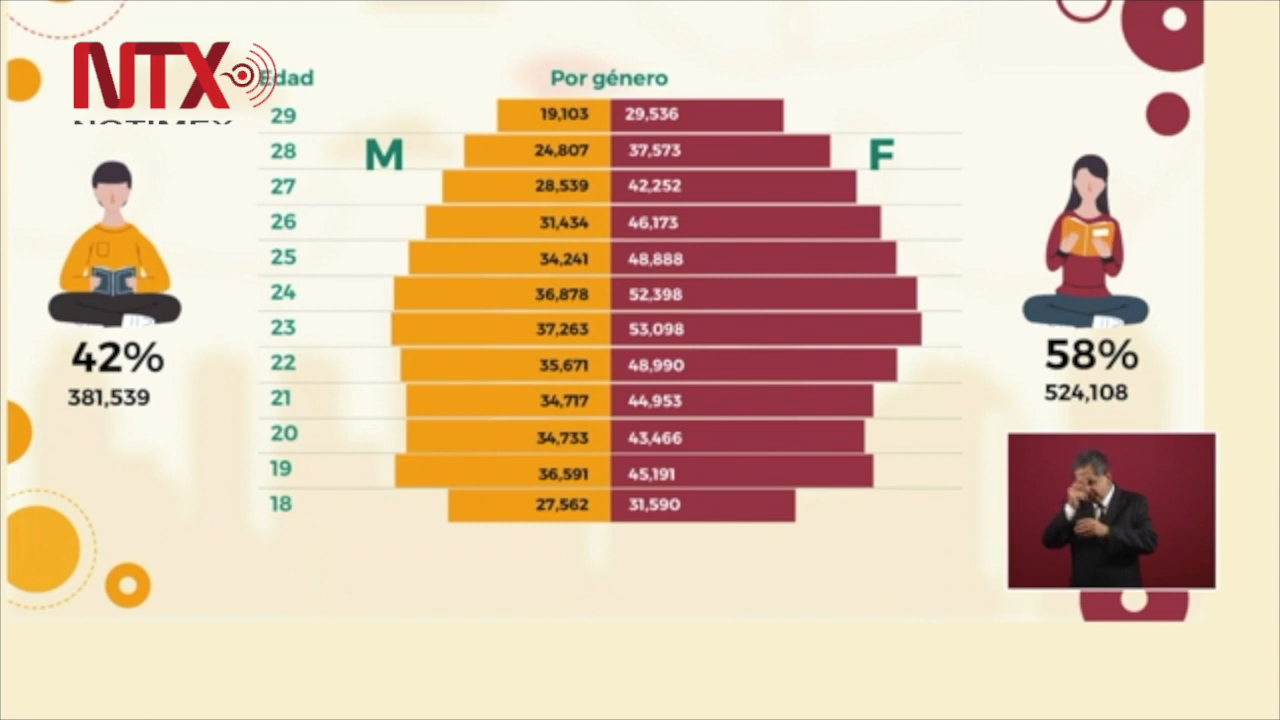 NTX
NOTIMEX
Edad Por género
29 19,103 29,536
28 24,807 37,573
M F
27 28,539 42,252
26 31,434 46,173
25 34,241 48,888
24 36,878 52,398
23 37,263 53,098
22 35,671 48,990
21 34,717 44,953
20 34,733 43,466
19 36,591 45,191
18 27,562 31,590
42%
381,539
58%
524,108